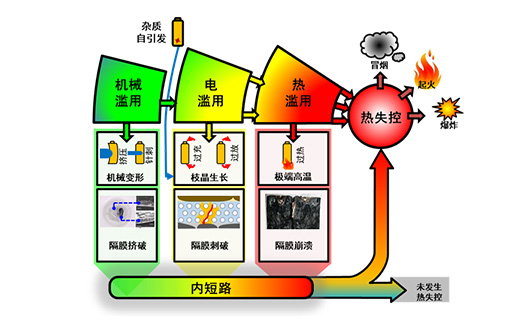 杂质
自引发
机械
滥用
电
滥用
热
滥用
热失控
冒烟
起火
爆炸
挤压
针刺
机械变形
过充
过放
枝晶生长
过热
极端高温
隔膜挤破
隔膜刺破
隔膜崩溃
内短路
未发生
热失控